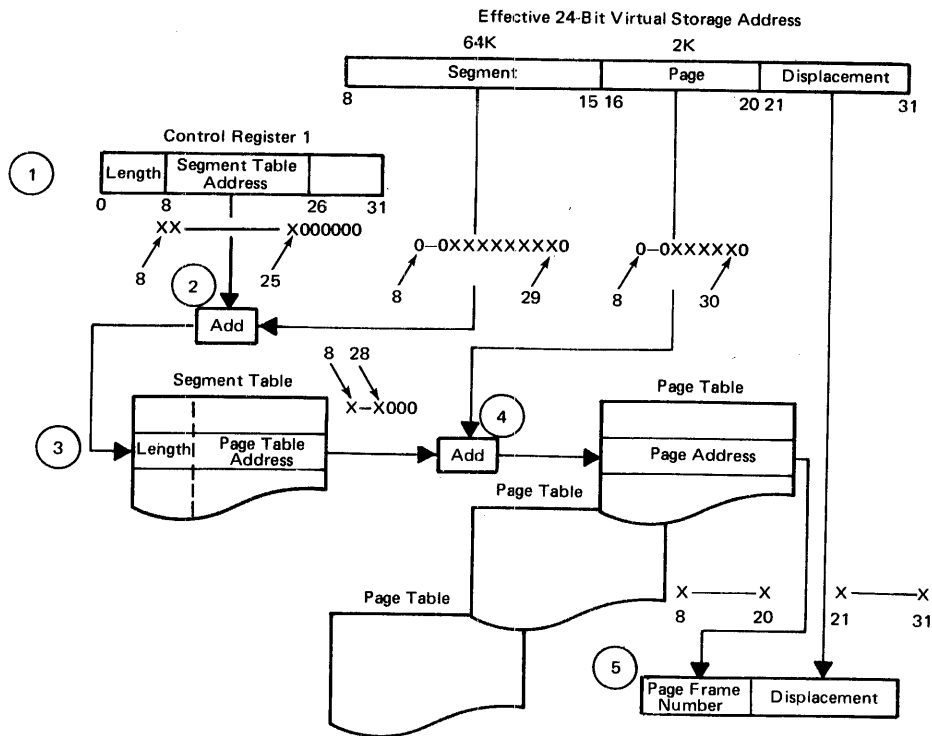 Effective 24-Bit Virtual Storage Address
64K 2K
Segment Page Displacement
8 15 16 20 21 31
Control Register 1
1
Length Segment Table Address
0 8 26 31
XX X000000
8 25
0-0XXXXXXXX0
8 29
0-0XXXXX0
8 30
2
Add
8 28
X-X000
Segment Table
3
Length Page Table Address
4
Add
Page Table
Page Address
Page Table
Page Table
X X
8 20
X X
21 31
5
Page Frame Number Displacement